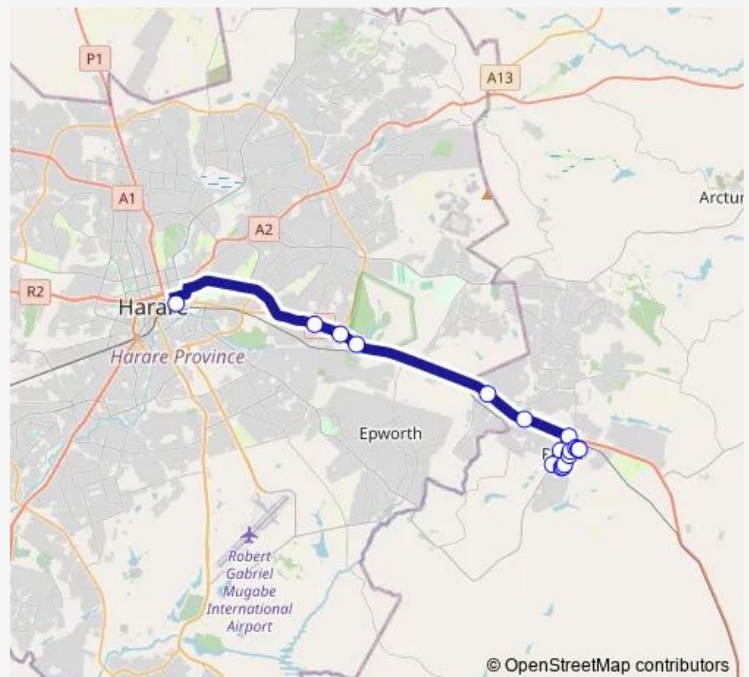 P1
A13
A1
Arctur
A2
R2
Harare
Harare Province
Epworth
Robert
Gabriel
Mugabe
International
Airport
© OpenStreetMap contributors